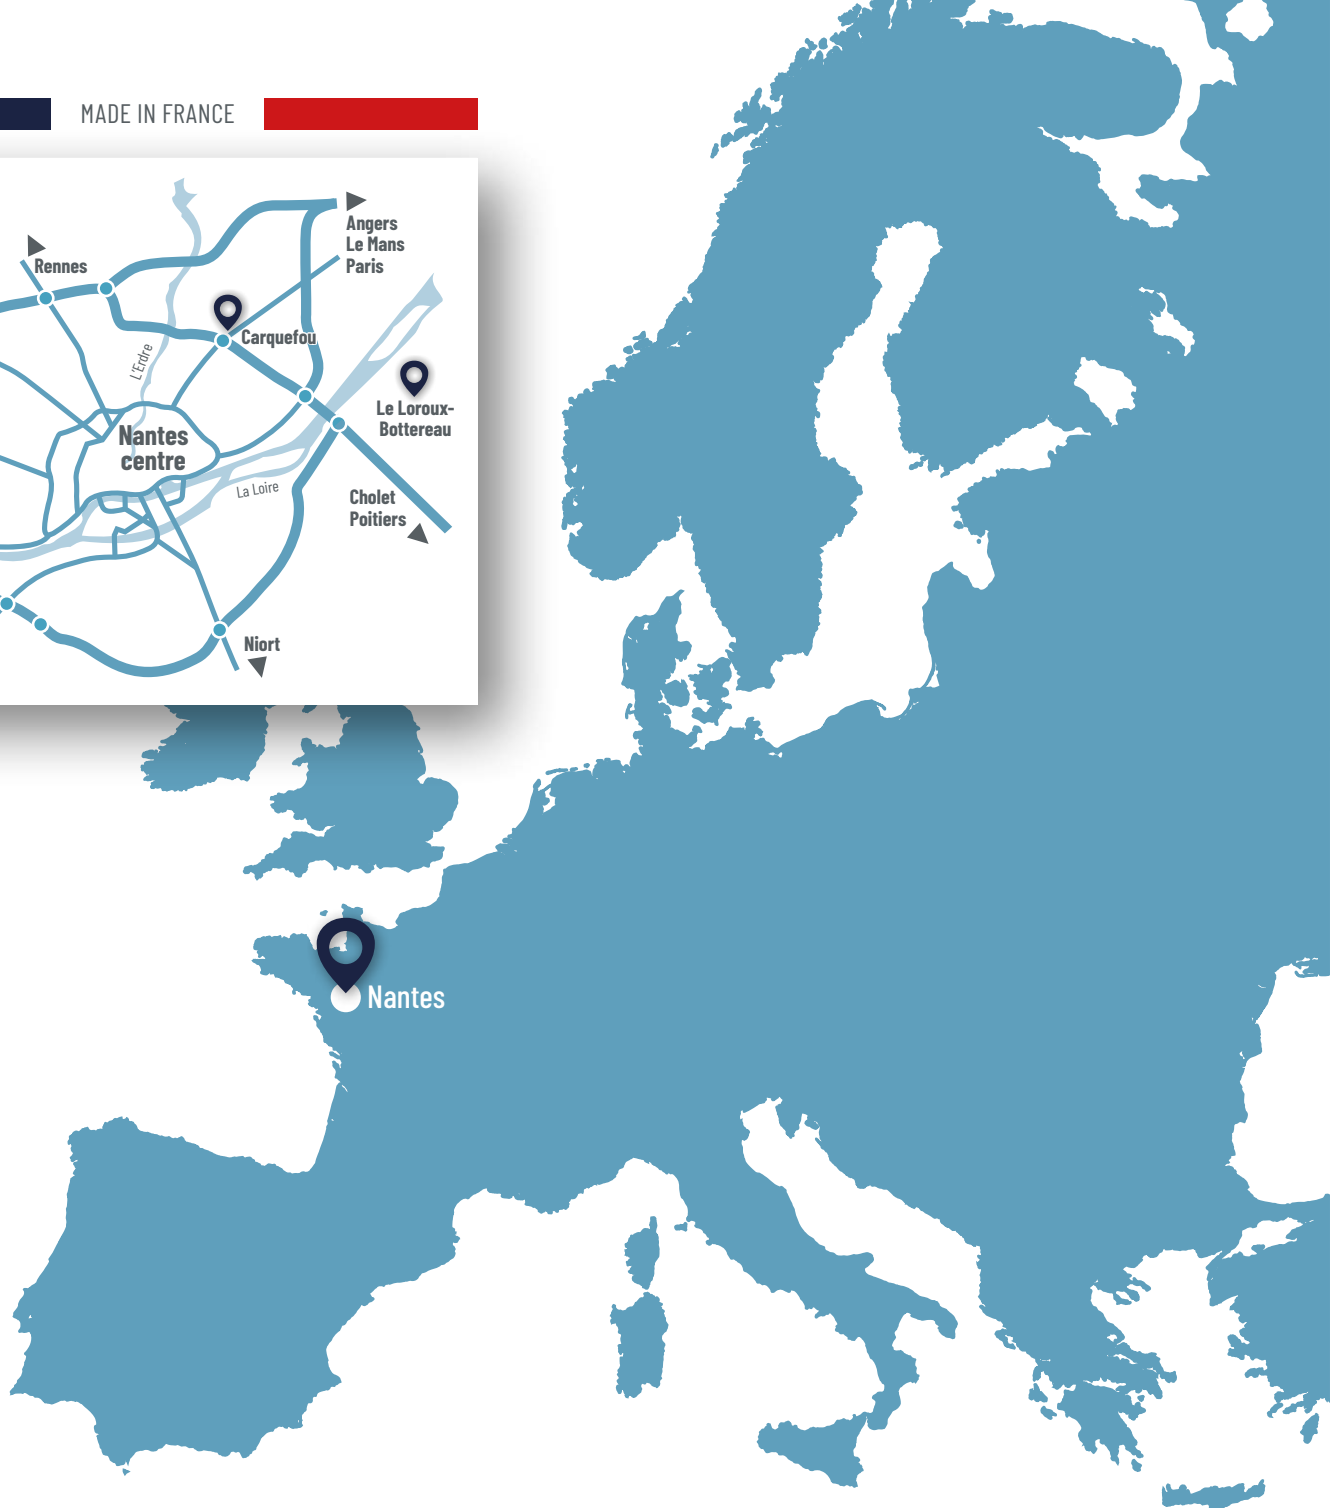 MADE IN FRANCE
Angers
Le Mans
Paris
Rennes
Carquefou
L'Erdre
Le Loroux-
Bottereau
Nantes
centre
La Loire
Cholet
Poitiers
Niort
Nantes